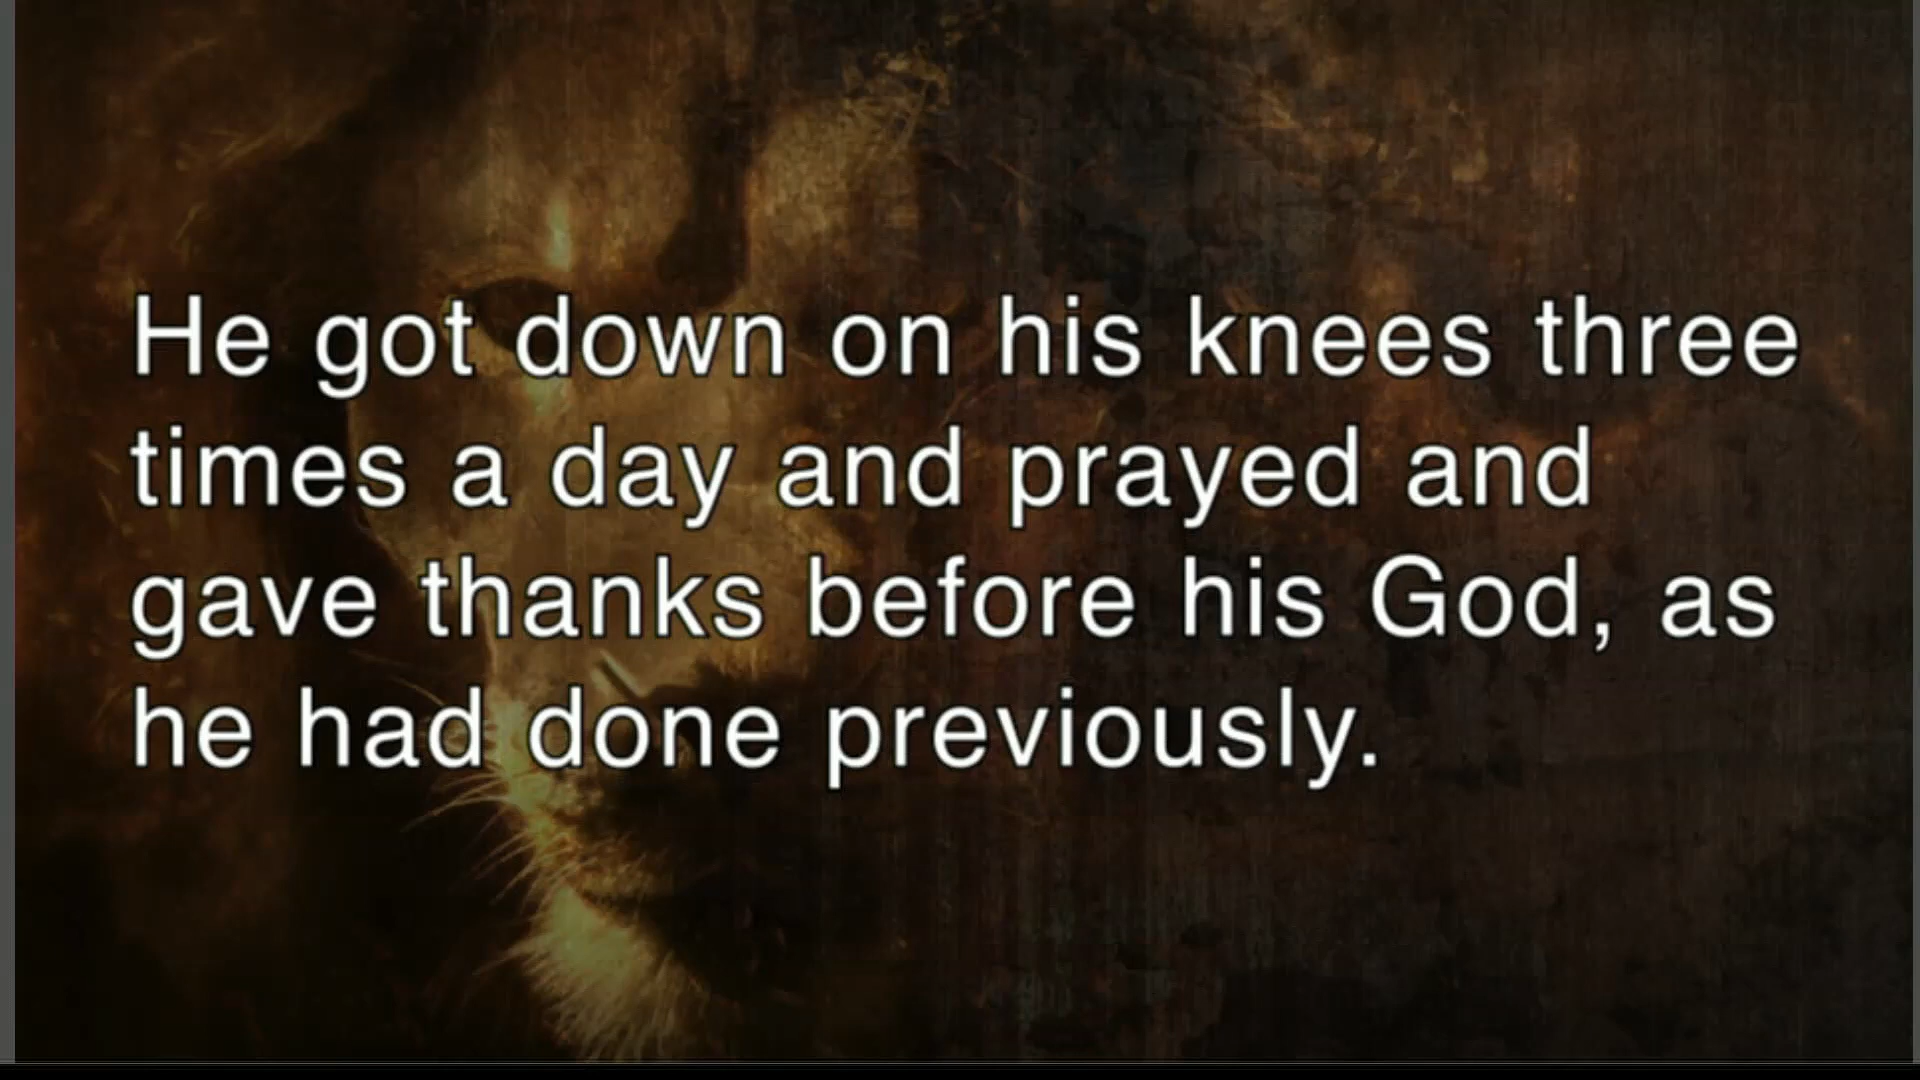 He got down on his knees three
times a day and prayed and
gave thanks before his God, as
he had done previously.